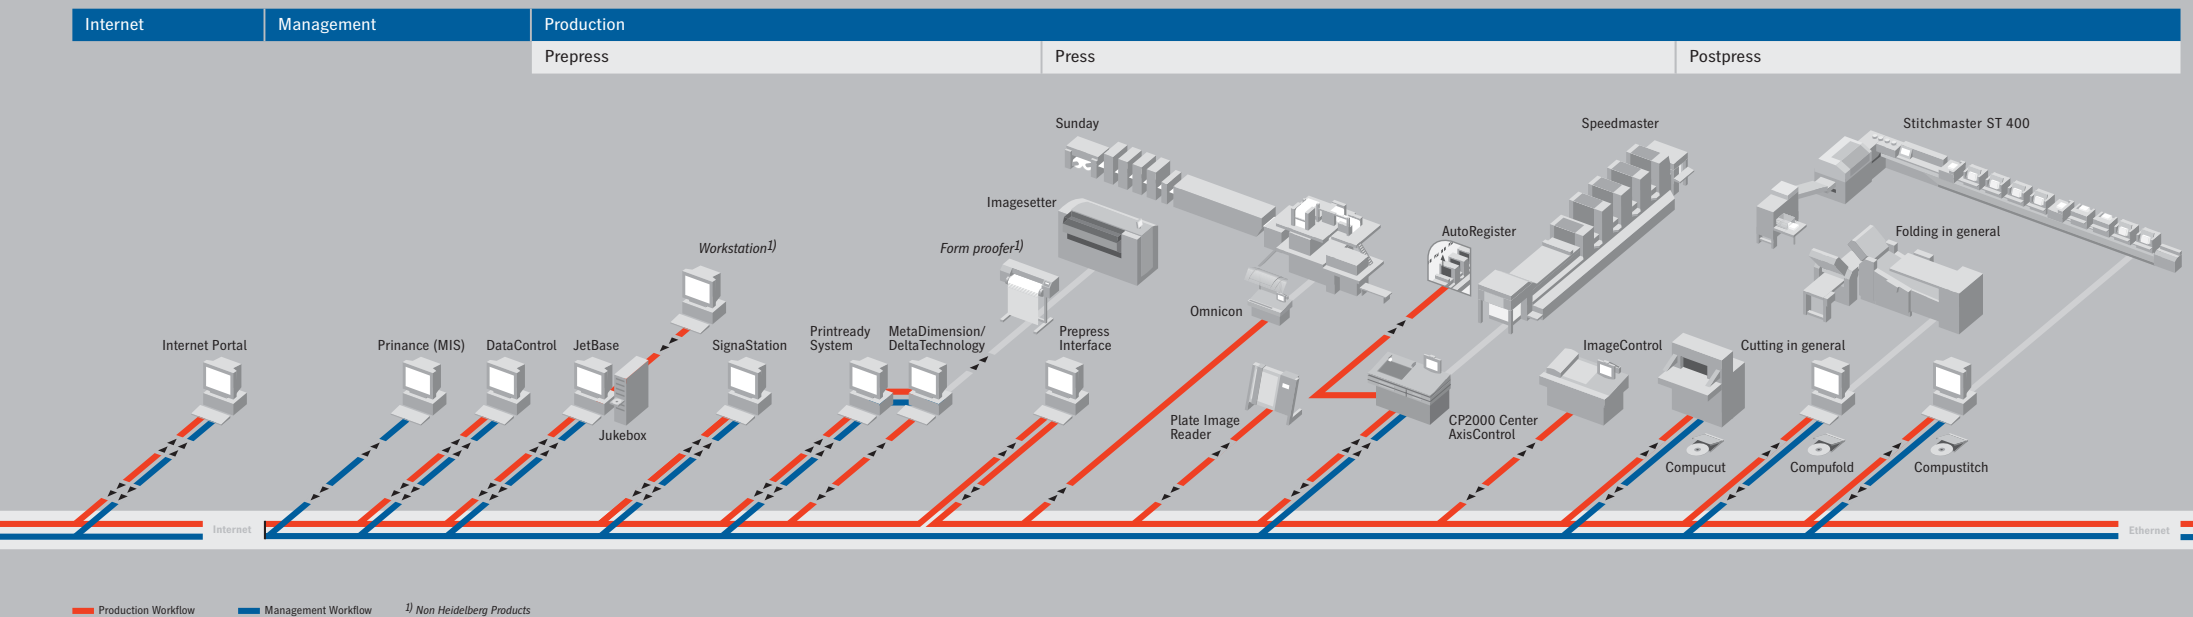 Internet
Management
Production
Prepress
Press
Postpress
Sunday
Speedmaster
Stitchmaster ST 400
Imagesetter
Workstation1)
Form proofer1)
AutoRegister
Folding in general
Omnicon
Internet Portal
Prinance (MIS)
DataControl
JetBase
SignaStation
Printready
System
MetaDimension/
DeltaTechnology
Prepress
Interface
ImageControl
Cutting in general
Jukebox
Plate Image
Reader
CP2000 Center
AxisControl
Compucut
Compufold
Compustitch
Internet
Ethernet
Production Workflow
Management Workflow
1) Non Heidelberg Products